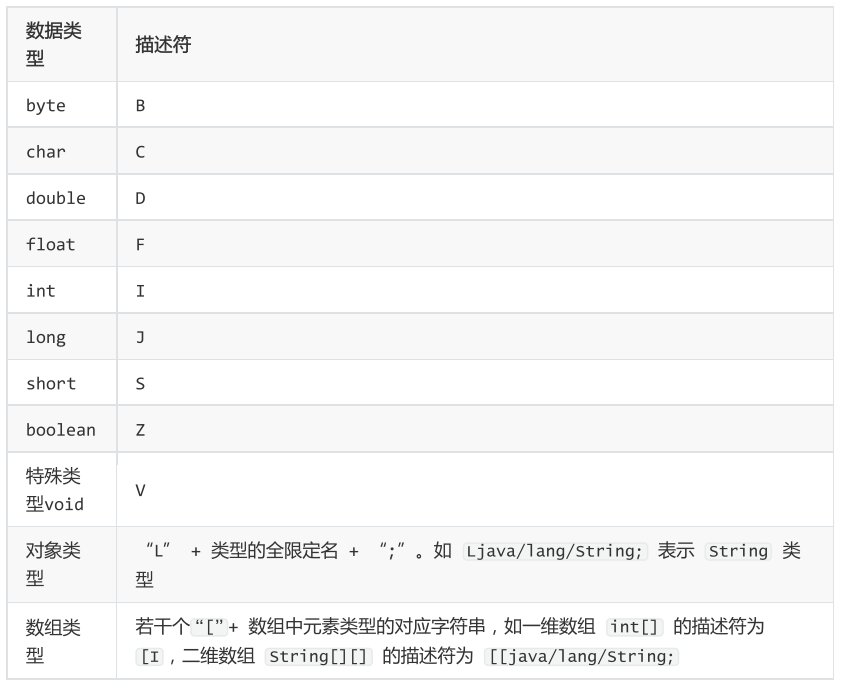 数据类
型
描述符
byte
B
char
C
double
D
float
F
int
I
long
J
short
S
boolean
Z
特殊类
型void
V
对象类
型
“L” + 类型的全限定名 + “;”。如 Ljava/lang/String; 表示 String 类
型
数组类
型
若干个“[”+ 数组中元素类型的对应字符串，如一维数组 int[] 的描述符为
[I，二维数组 String[][] 的描述符为 [[java/lang/String;